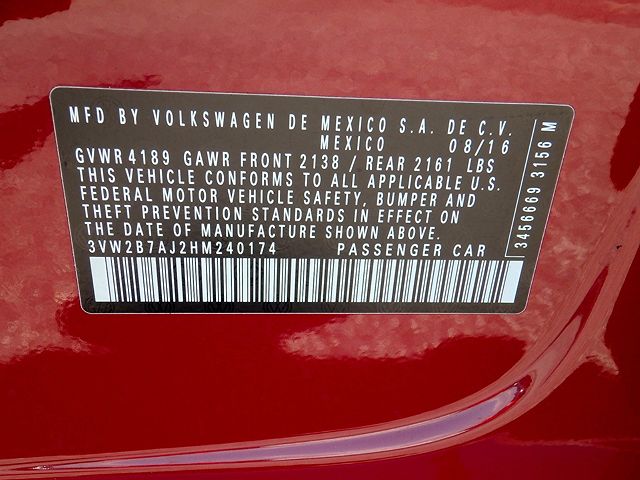 MFD BY VOLKSWAGEN DE MEXICO S.A. DE C.V.
MEXICO 08/16
GVWR 4189 GAWR FRONT 2138 / REAR 2161 LBS
THIS VEHICLE CONFORMS TO ALL APPLICABLE U.S.
FEDERAL MOTOR VEHICLE SAFETY, BUMPER AND
THEFT PREVENTION STANDARDS IN EFFECT ON
THE DATE OF MANUFACTURE SHOWN ABOVE.
3VW2B7AJ2HM240174 PASSENGER CAR
3456669 3156 M